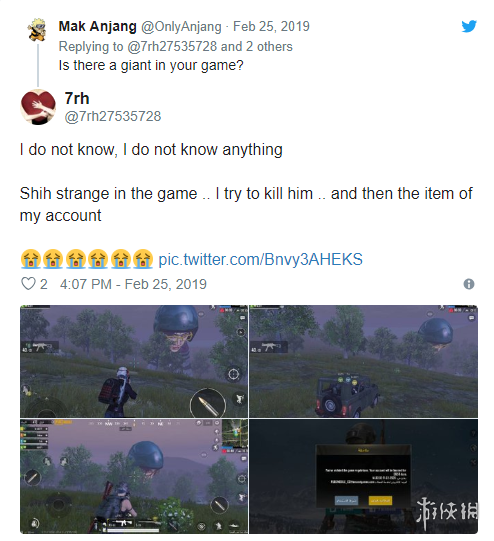 Mak Anjang @OnlyAnjang · Feb 25, 2019
Replying to @7rh27535728 and 2 others
Is there a giant in your game?
7rh
@7rh27535728
I do not know, I do not know anything
Shih strange in the game .. I try to kill him .. and then the item of
my account
😭😭😭😭😭😭 pic.twitter.com/Bnvy3AHEKS
2 4:07 PM - Feb 25, 2019
游侠网